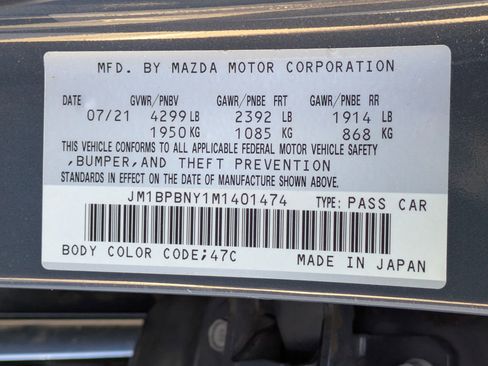 MFD. BY MAZDA MOTOR CORPORATION
DATE GVWR/PNBV GAWR/PNBE FRT GAWR/PNBE RR
07/21 4299 LB 2392 LB 1914 LB
1950 KG 1085 KG 868 KG
THIS VEHICLE CONFORMS TO ALL APPLICABLE FEDERAL MOTOR VEHICLE SAFETY
,BUMPER,AND THEFT PREVENTION
STANDARDS IN EFFECT ON THE DATE OF MANUFACTURE SHOWN ABOVE.
JM1BPBNY1M1401474 TYPE: PASS CAR
BODY COLOR CODE;47C MADE IN JAPAN